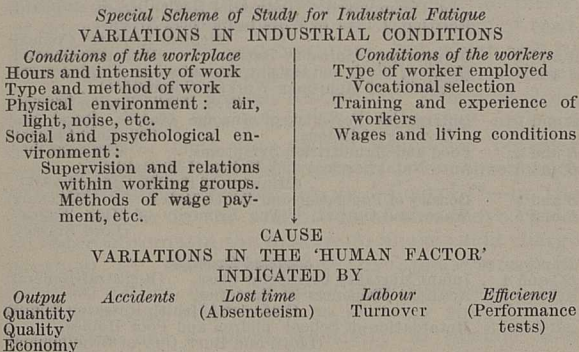 Special Scheme of Study for Industrial Fatigue
VARIATIONS IN INDUSTRIAL CONDITIONS
Conditions of the workplace
Hours and intensity of work
Type and method of work
Physical environment: air,
light, noise, etc.
Social and psychological en-
vironment:
Supervision and relations
within working groups.
Methods of wage pay-
ment, etc.
Conditions of the workers
Type of worker employed
Vocational selection
Training and experience of
workers
Wages and living conditions
CAUSE
VARIATIONS IN THE 'HUMAN FACTOR'
INDICATED BY
Output
Quantity
Quality
Economy
Accidents
Lost time
(Absenteeism)
Labour
Turnover
Efficiency
(Performance
tests)